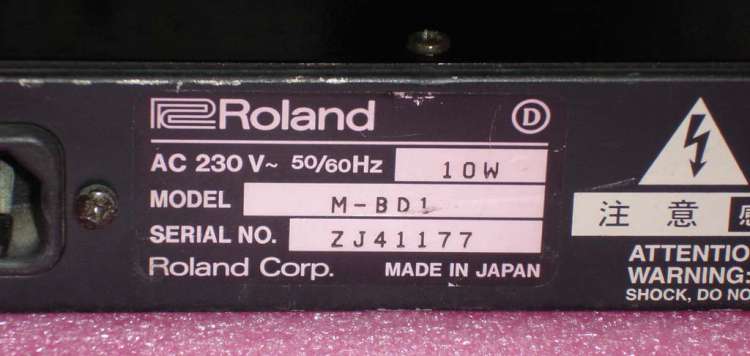 Roland Ⓓ
AC 230 V~ 50/60Hz 10W
MODEL M-BD1
SERIAL NO. ZJ41177
Roland Corp. MADE IN JAPAN
注 意
ATTENTIO
WARNING:
SHOCK, DO NO